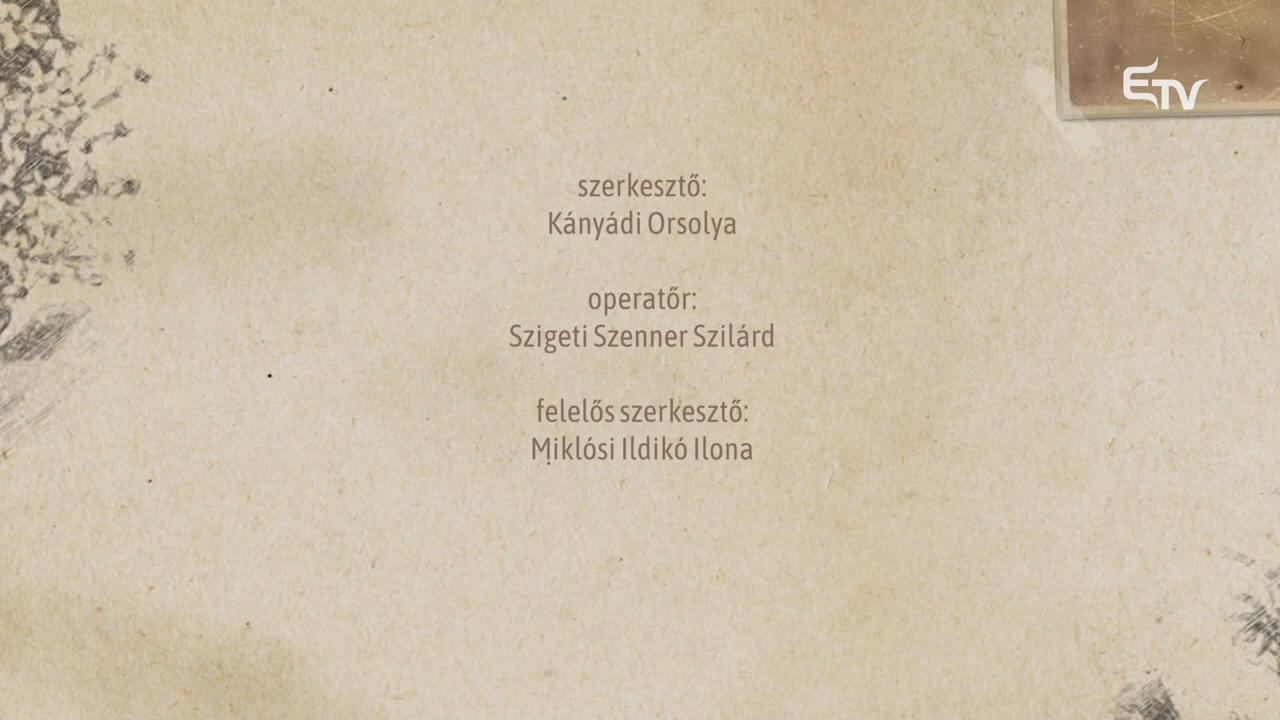 ETV
szerkesztő:
Kányádi Orsolya
operatőr:
Szigeti Szenner Szilárd
felelős szerkesztő:
Miklósi Ildikó Ilona